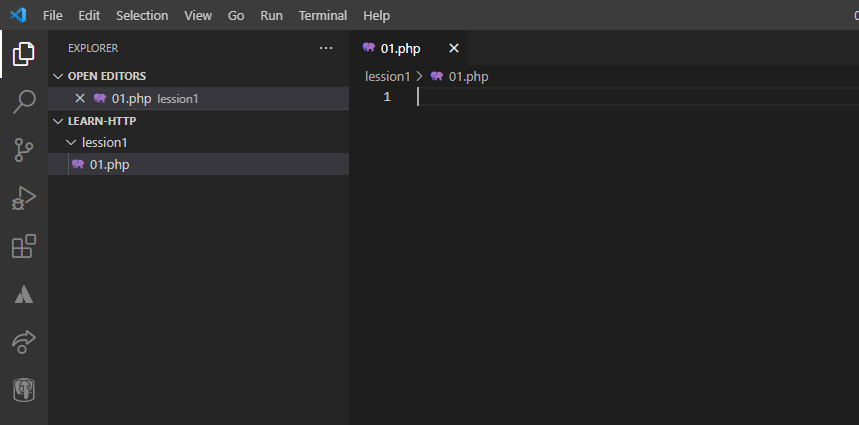 File Edit Selection View Go Run Terminal Help
EXPLORER ...
OPEN EDITORS
01.php lession1
LEARN-HTTP
lession1
01.php
01.php
lession1 > 01.php
1